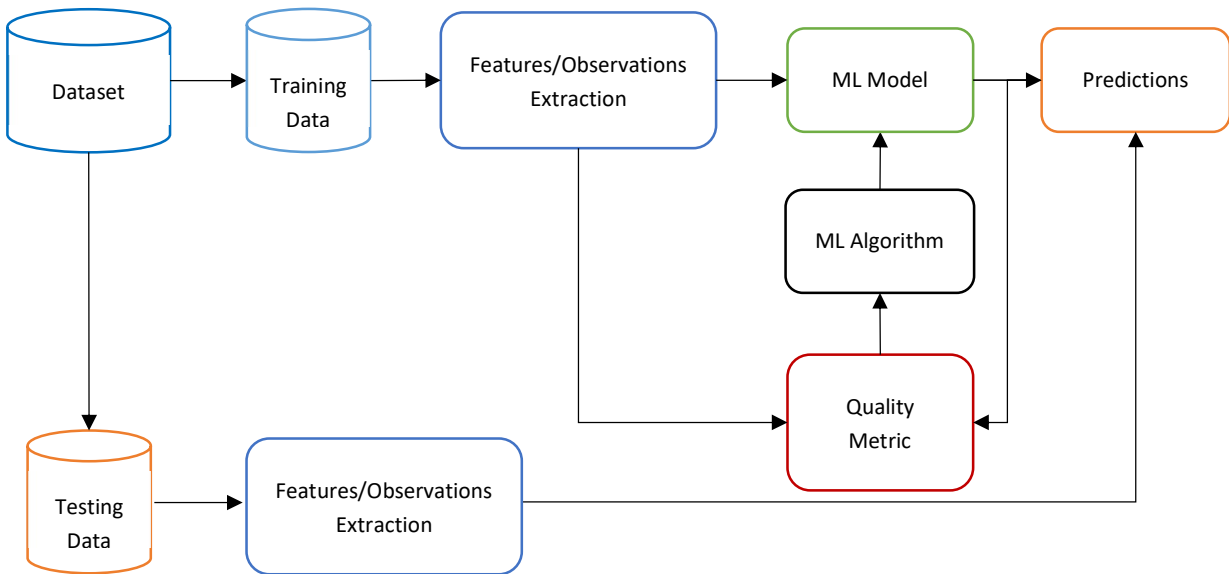 Dataset
Training
Data
Features/Observations
Extraction
ML Model
Predictions
ML Algorithm
Quality
Metric
Testing
Data
Features/Observations
Extraction